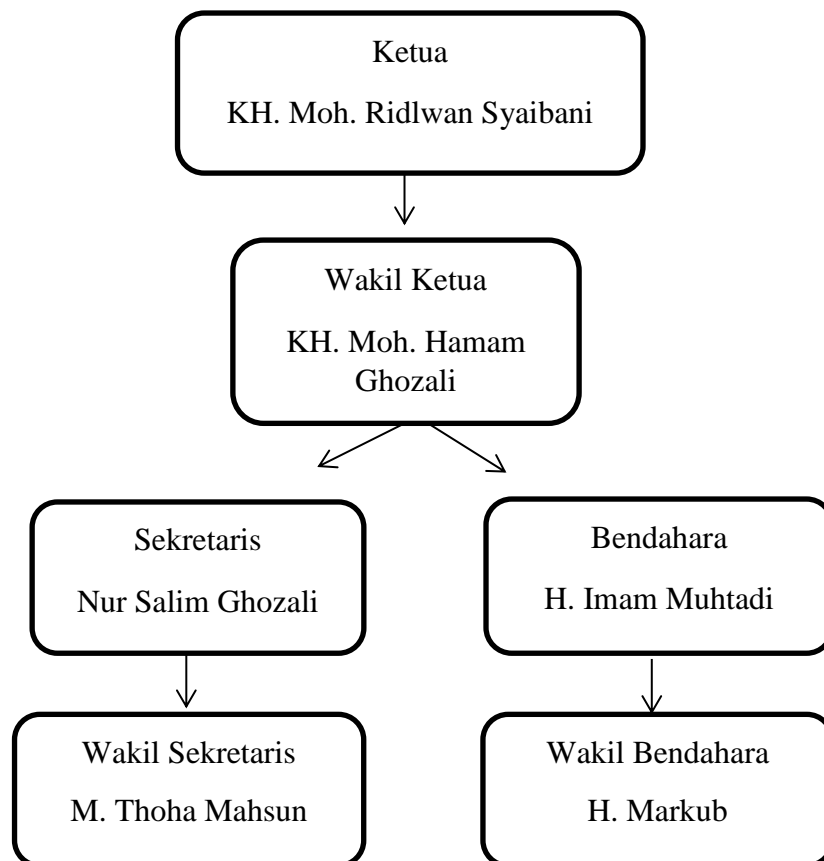 Ketua
KH. Moh. Ridlwan Syaibani
Wakil Ketua
KH. Moh. Hamam
Ghozali
Sekretaris
Nur Salim Ghozali
Bendahara
H. Imam Muhtadi
Wakil Sekretaris
M. Thoha Mahsun
Wakil Bendahara
H. Markub